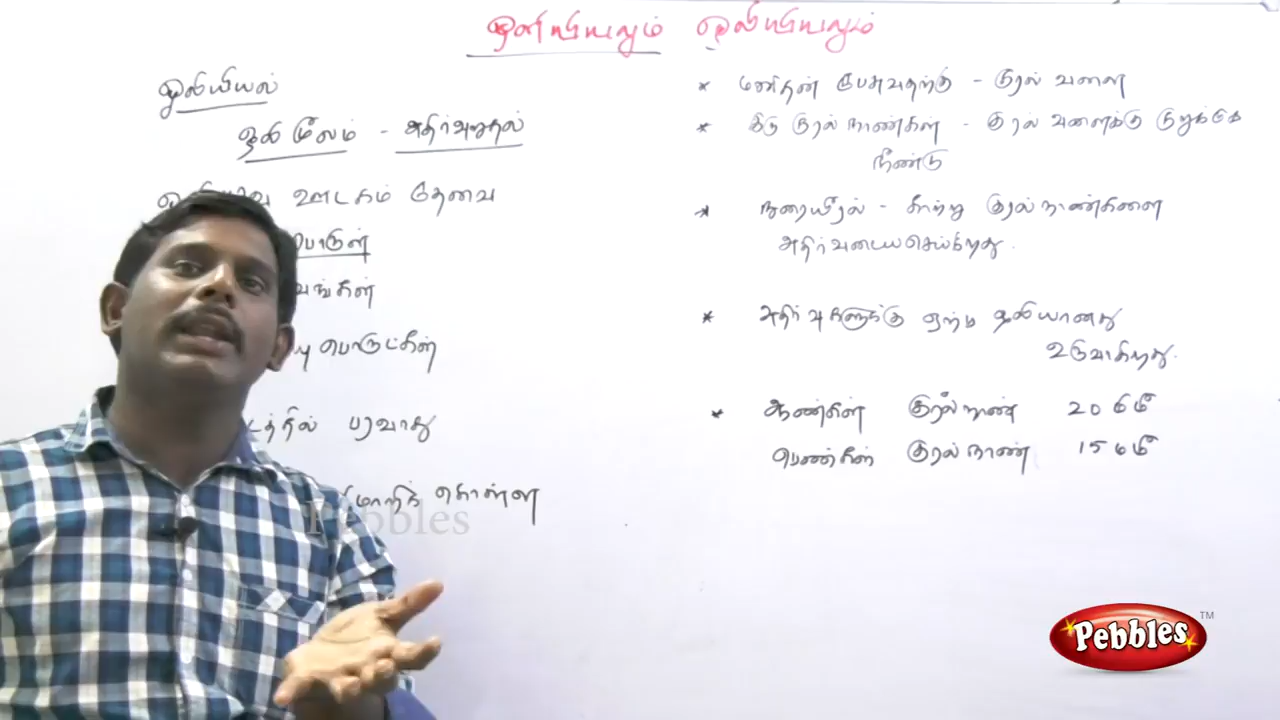 ஒளியியலும் ஒலியியலும்
ஒலியியல்
ஒலி மூலம் - அதிர்வுறுதல்
ஊடகம் தேவை
பொருட்கள்
பரவாது
கொள்ள
* மனிதன் பேசுவதற்கு - குரல் வளை
* இரு குரல் நாண்கள் - குரல் வளைக்கு குறுக்கே
நீண்டு
* நுரையீரல் - காற்று குரல் நாண்களை
அதிர்வடைய செய்கிறது.
* அதிர்வுகளுக்கு ஏற்ப ஒலியானது
உருவாகிறது.
* ஆண்கள் குரல் நாண் 20 மிமீ
பெண்கள் குரல் நாண் 15 மிமீ
Pebbles
Pebbles TM